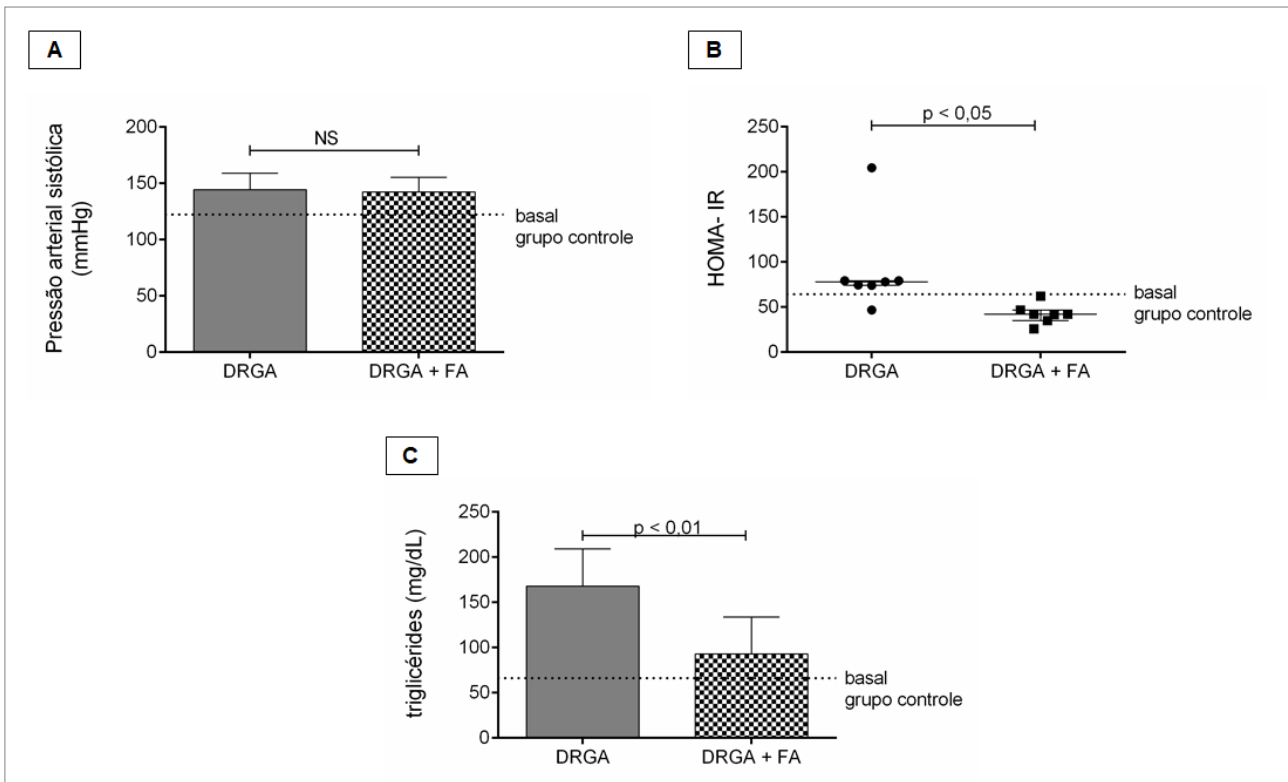 A
Pressão arterial sistólica
(mmHg)
200
150
100
50
0
NS
basal
grupo controle
DRGA
DRGA + FA
B
HOMA- IR
250
200
150
100
50
0
p < 0,05
basal
grupo controle
DRGA
DRGA + FA
C
triglicérides (mg/dL)
250
200
150
100
50
0
p < 0,01
basal
grupo controle
DRGA
DRGA + FA